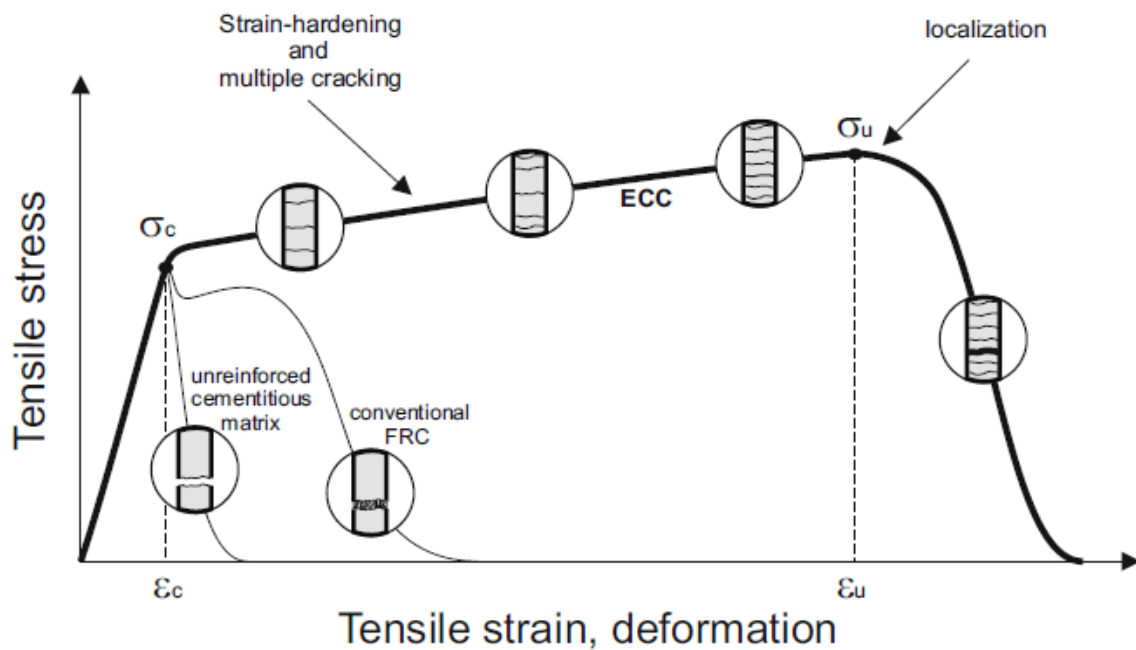 Strain-hardening
and
multiple cracking
localization
σc
σu
ECC
Tensile stress
unreinforced
cementitious
matrix
conventional
FRC
εc
εu
Tensile strain, deformation